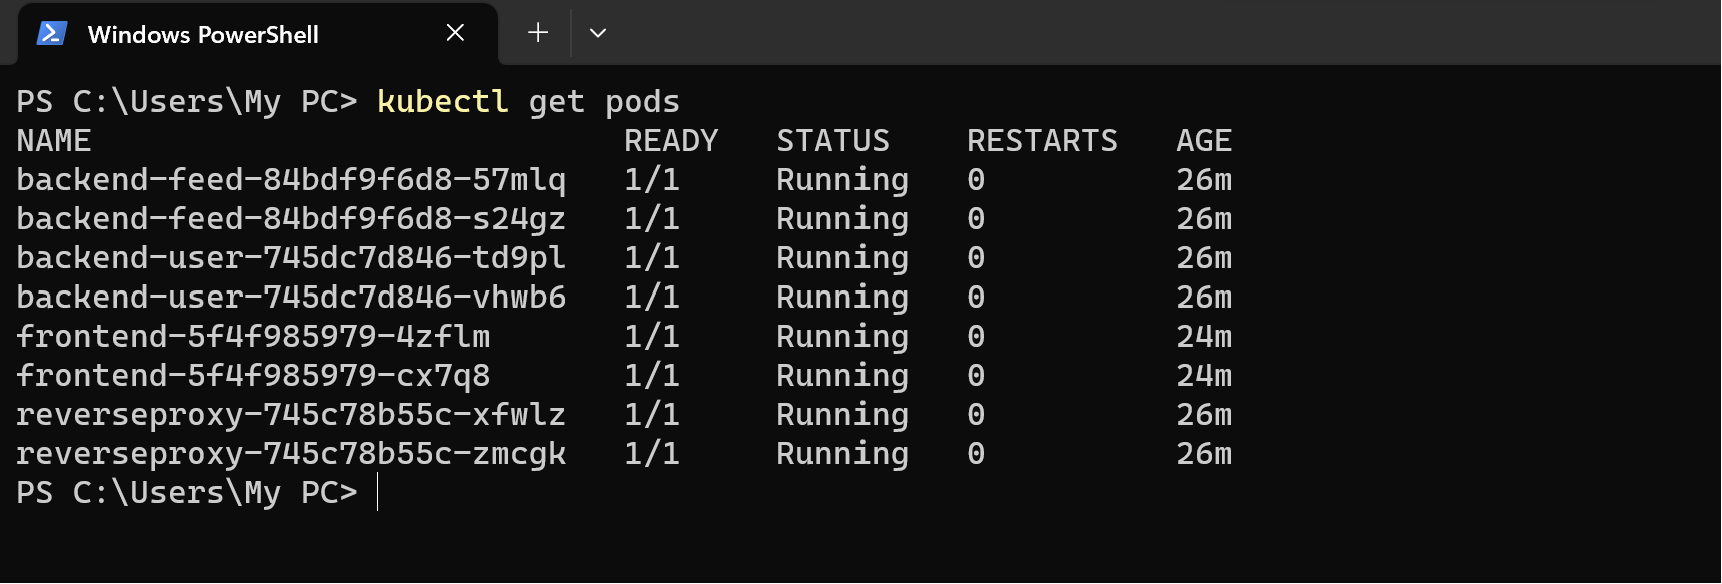 Windows PowerShell
PS C:\Users\My PC> kubectl get pods
NAME READY STATUS RESTARTS AGE
backend-feed-84bdf9f6d8-57mlq 1/1 Running 0 26m
backend-feed-84bdf9f6d8-s24gz 1/1 Running 0 26m
backend-user-745dc7d846-td9pl 1/1 Running 0 26m
backend-user-745dc7d846-vhwb6 1/1 Running 0 26m
frontend-5f4f985979-4zflm 1/1 Running 0 24m
frontend-5f4f985979-cx7q8 1/1 Running 0 24m
reverseproxy-745c78b55c-xfwlz 1/1 Running 0 26m
reverseproxy-745c78b55c-zmcgk 1/1 Running 0 26m
PS C:\Users\My PC>